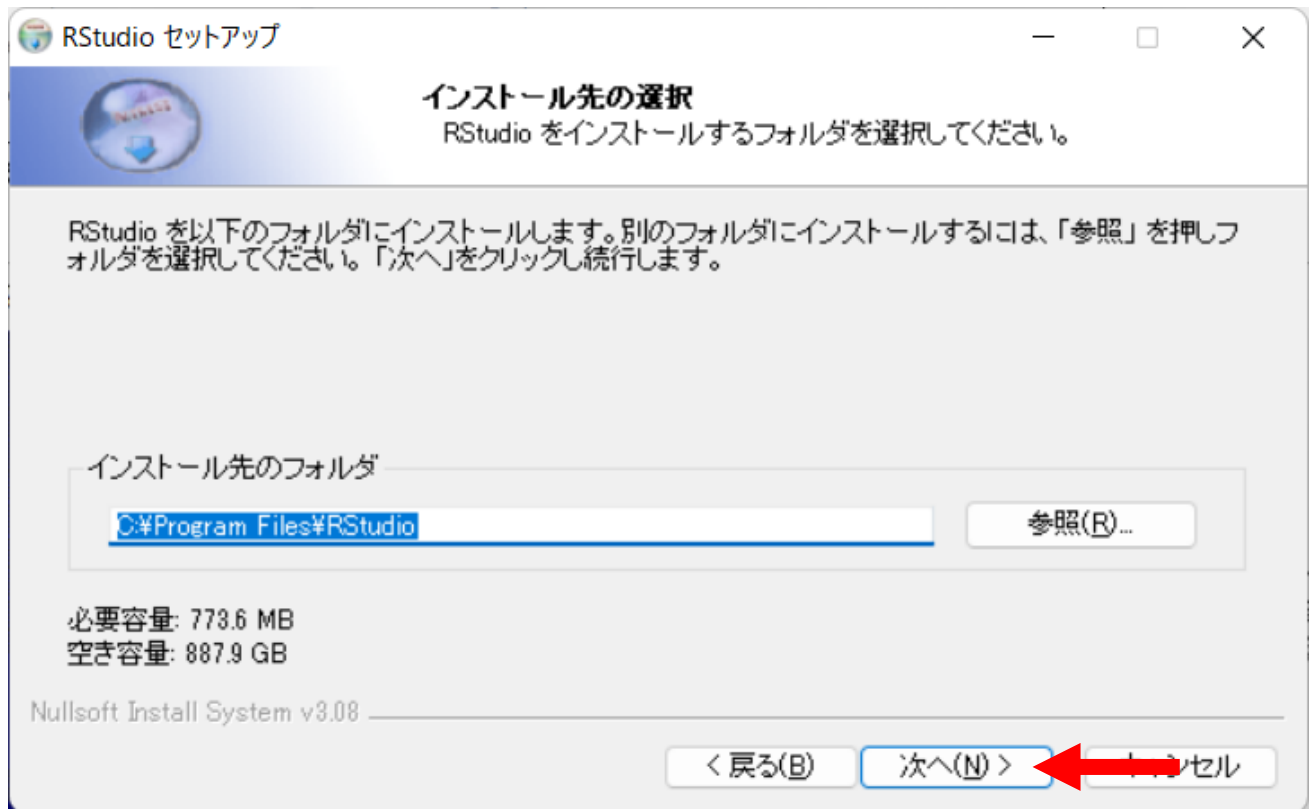 RStudio セットアップ
インストール先の選択
RStudio をインストールするフォルダを選択してください。
RStudio を以下のフォルダにインストールします。別のフォルダにインストールするには、「参照」 を押しフ
ォルダを選択してください。「次へ」をクリックし続行します。
インストール先のフォルダ
C:¥Program Files¥RStudio
参照(R)...
必要容量: 773.6 MB
空き容量: 887.9 GB
Nullsoft Install System v3.08
< 戻る(B)
次へ(N) >
キャンセル